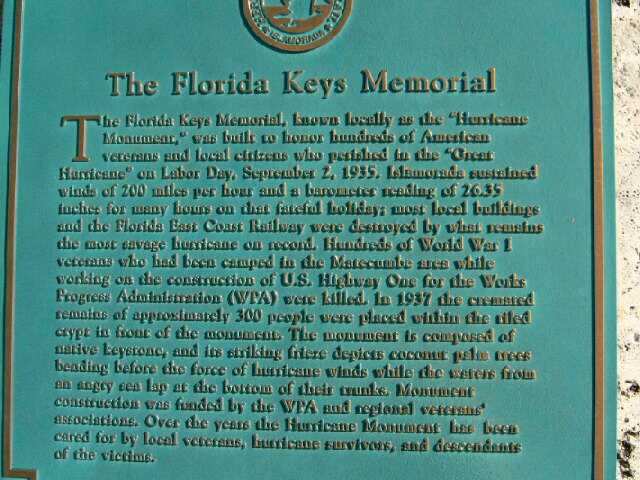 ISLAMORADA
The Florida Keys Memorial
The Florida Keys Memorial, known locally as the "Hurricane
Monument," was built to honor hundreds of American
veterans and local citizens who perished in the "Great
Hurricane" on Labor Day, September 2, 1935. Islamorada sustained
winds of 200 miles per hour and a barometer reading of 26.35
inches for many hours on that fateful holiday; most local buildings
and the Florida East Coast Railway were destroyed by what remains
the most savage hurricane on record. Hundreds of World War I
veterans who had been camped in the Matecumbe area while
working on the construction of U.S. Highway One for the Works
Progress Administration (WPA) were killed. In 1937 the cremated
remains of approximately 300 people were placed within the tiled
crypt in front of the monument. The monument is composed of
native keystone, and its striking frieze depicts coconut palm trees
bending before the force of hurricane winds while the waters from
an angry sea lap at the bottom of their trunks. Monument
construction was funded by the WPA and regional veterans'
associations. Over the years the Hurricane Monument has been
cared for by local veterans, hurricane survivors, and descendants
of the victims.